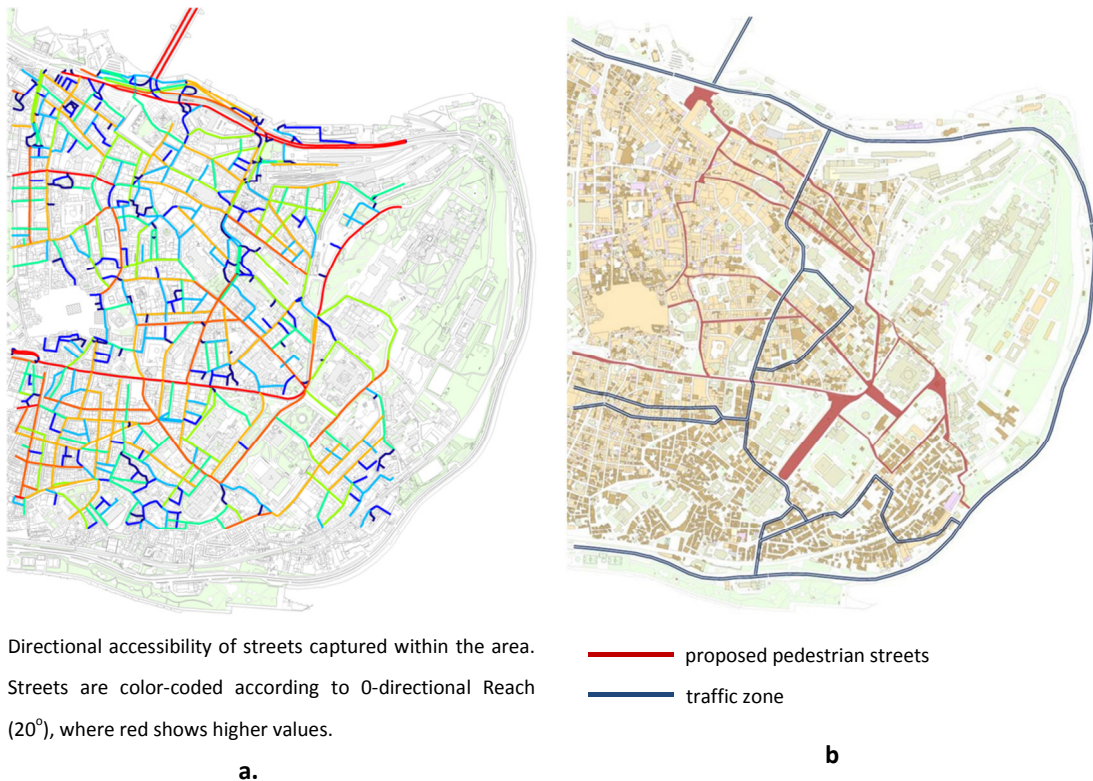 Directional accessibility of streets captured within the area.
Streets are color-coded according to 0-directional Reach
(20°), where red shows higher values.
a.
proposed pedestrian streets
traffic zone
b